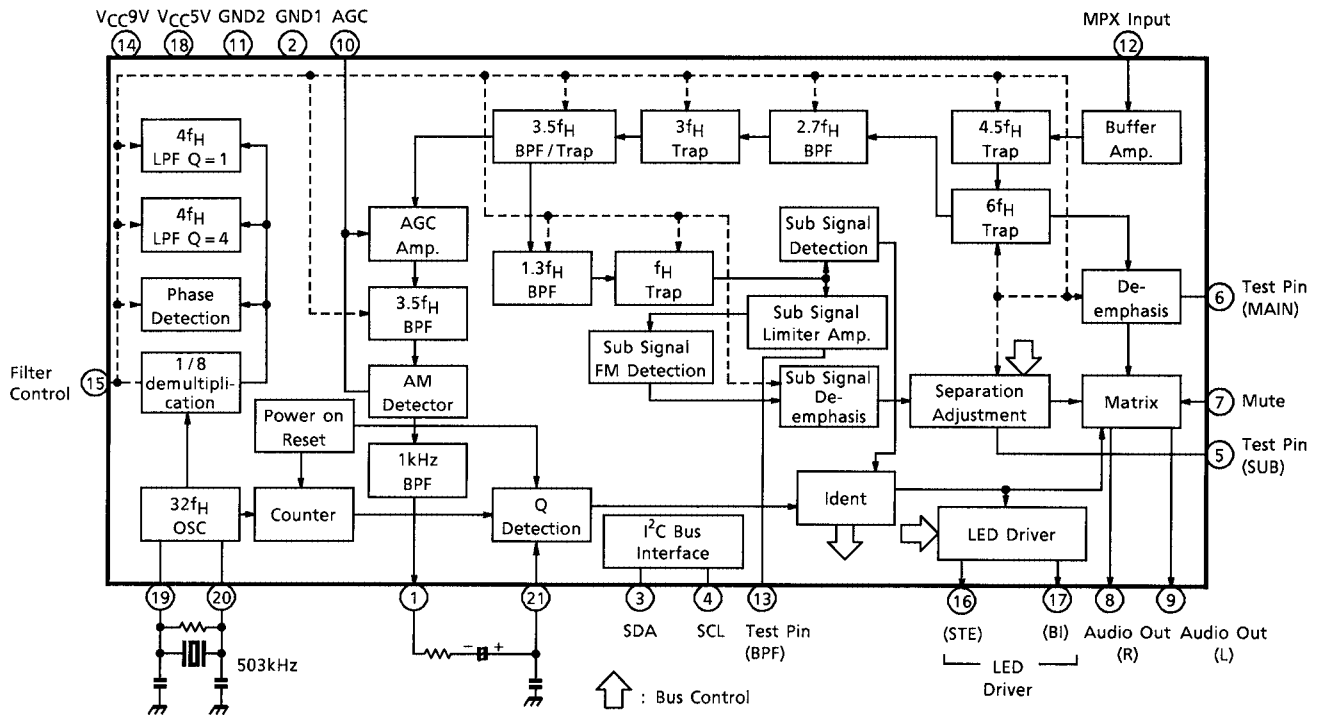 VCC9V VCC5V GND2 GND1 AGC MPX Input
14 18 11 2 10 12
4fH
LPF Q=1
3.5fH
BPF/Trap
3fH
Trap
2.7fH
BPF
4.5fH
Trap
Buffer
Amp.
4fH
LPF Q=4
AGC
Amp.
Sub Signal
Detection
6fH
Trap
1.3fH
BPF
fH
Trap
Phase
Detection
3.5fH
BPF
Sub Signal
Limiter Amp.
De-
emphasis
6
Test Pin
(MAIN)
Sub Signal
FM Detection
Filter
Control
15
1/8
demultipli-
cation
AM
Detector
Sub Signal
De-
emphasis
Separation
Adjustment
Matrix
7
Mute
Power on
Reset
1kHz
BPF
5
Test Pin
(SUB)
32fH
OSC
Counter
Q
Detection
I2C Bus
Interface
Ident
LED Driver
19 20 1 21 3 4 13 16 17 8 9
SDA
SCL
Test Pin
(BPF)
(STE)
(BI)
LED
Driver
Audio Out
(R)
Audio Out
(L)
503kHz
- +
: Bus Control